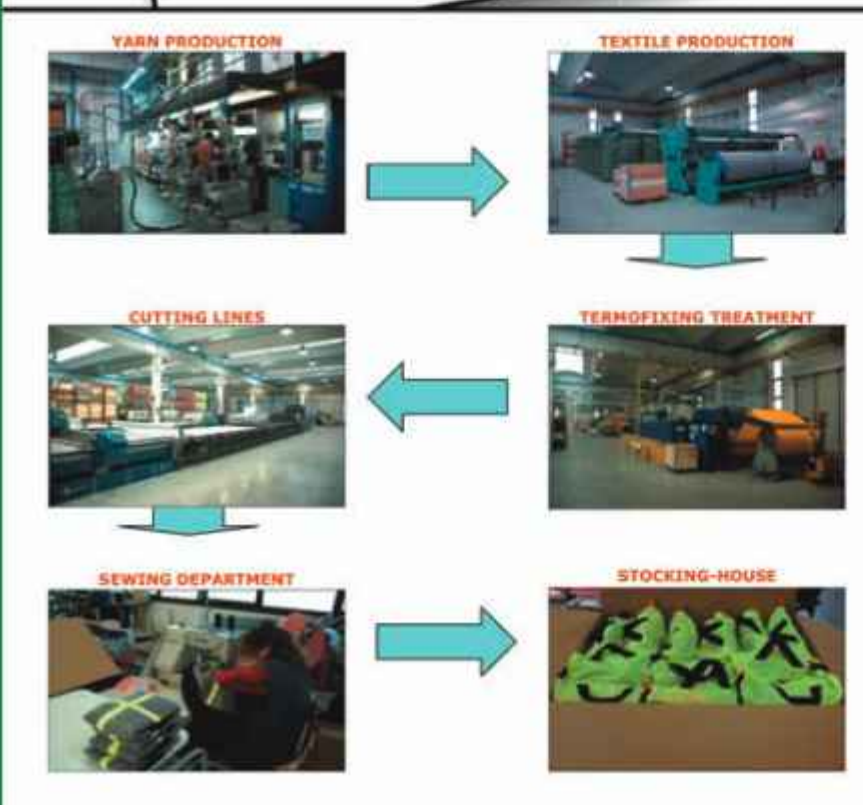 YARN PRODUCTION
TEXTILE PRODUCTION
CUTTING LINES
TERMOFIXING TREATMENT
SEWING DEPARTMENT
STOCKING-HOUSE